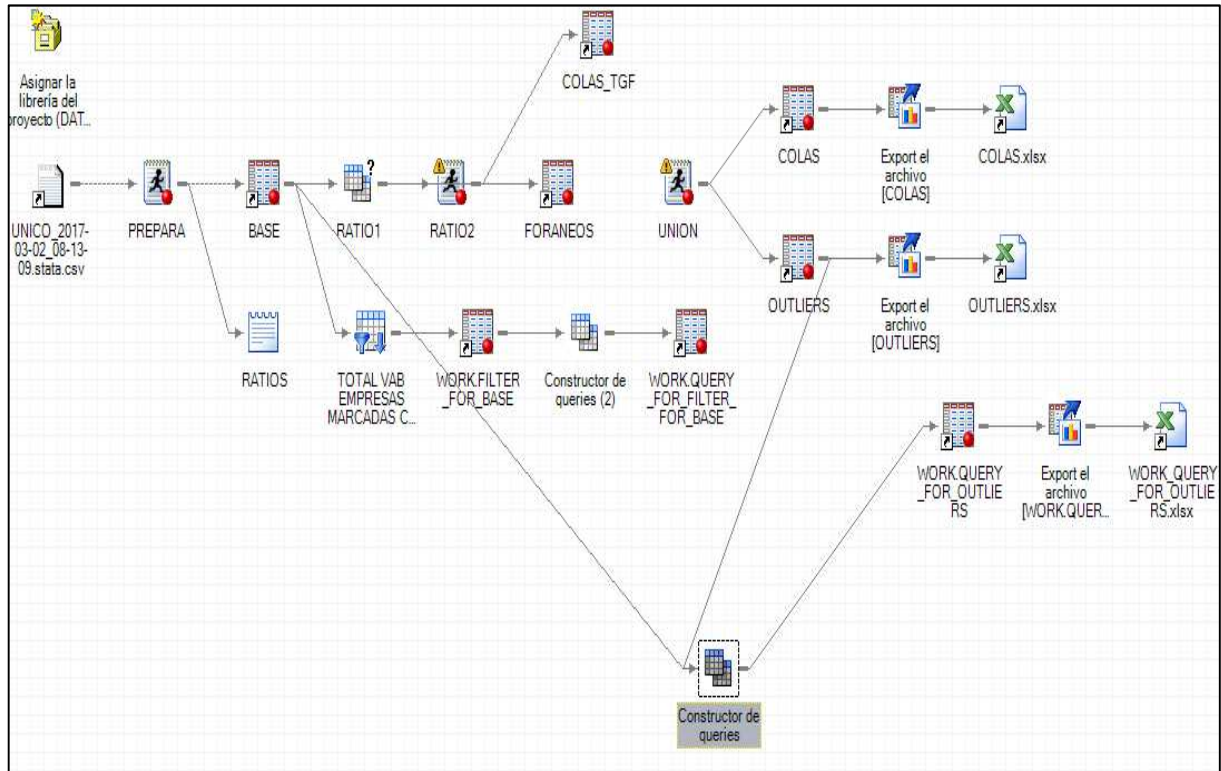 Asignar la
librería del
proyecto (DAT...
COLAS_TGF
COLAS
Export el
archivo
[COLAS]
COLAS.xlsx
UNICO_2017-
03-02_08-13-
09.stata.csv
PREPARA
BASE
?
RATIO1
RATIO2
FORANEOS
UNION
OUTLIERS
Export el
archivo
[OUTLIERS]
OUTLIERS.xlsx
RATIOS
TOTAL VAB
EMPRESAS
MARCADAS C...
WORK.FILTER
_FOR_BASE
Constructor de
queries (2)
WORK.QUERY
_FOR_FILTER_
FOR_BASE
WORK.QUERY
_FOR_OUTLIE
RS
Export el
archivo
[WORK.QUER...
WORK_QUERY
_FOR_OUTLIE
RS.xlsx
Constructor de
queries